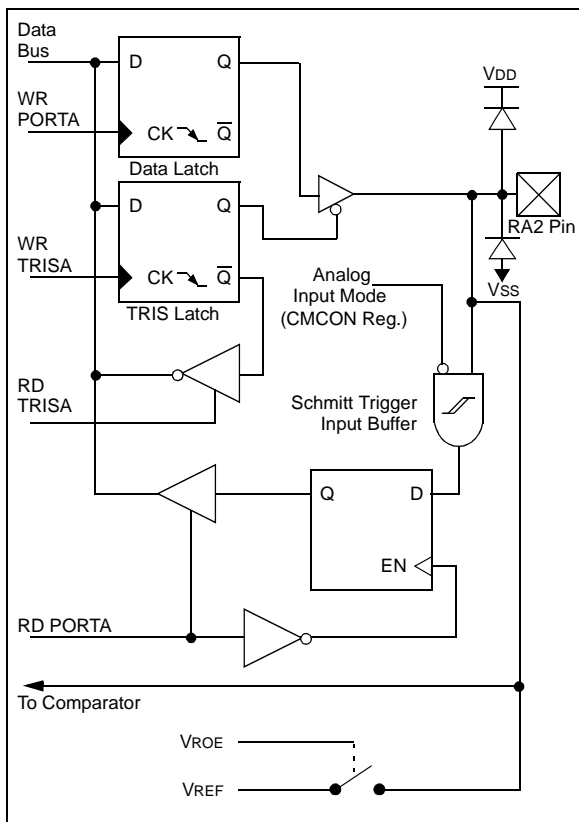 Data
Bus
D
Q
VDD
WR
PORTA
CK
Q
Data Latch
D
Q
RA2 Pin
WR
TRISA
CK
Q
Analog
Input Mode
(CMCON Reg.)
VSS
TRIS Latch
RD
TRISA
Schmitt Trigger
Input Buffer
Q
D
EN
RD PORTA
To Comparator
VROE
VREF